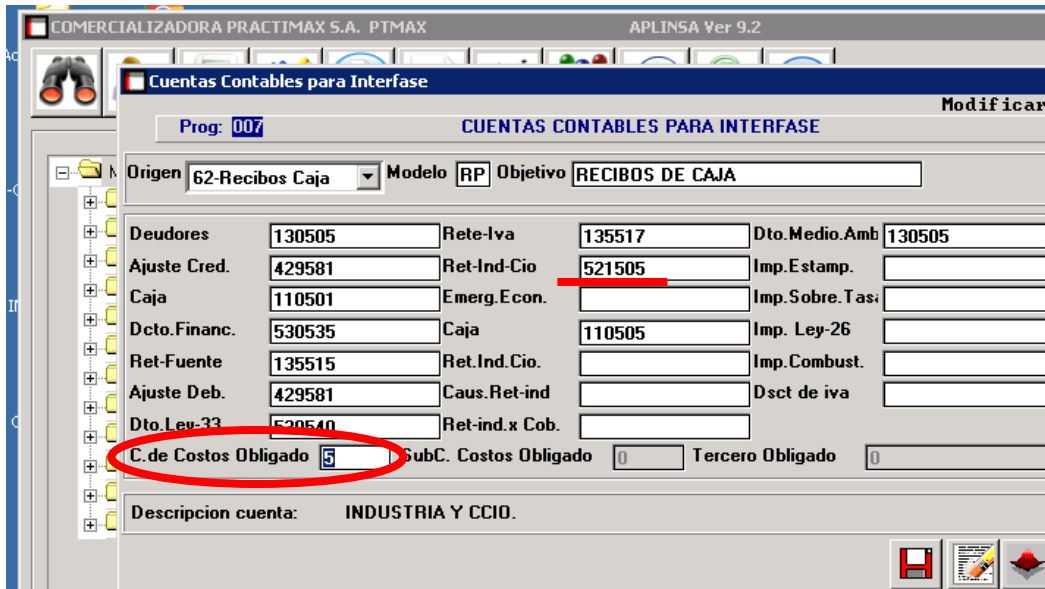 COMERCIALIZADORA PRACTIMAX S.A. PTMAX APLINSA Ver 9.2
Cuentas Contables para Interfase
Modificar
Prog: 007 CUENTAS CONTABLES PARA INTERFASE
Origen 62-Recibos Caja Modelo RP Objetivo RECIBOS DE CAJA
Deudores 130505 Rete-Iva 135517 Dto.Medio.Amb 130505
Ajuste Cred. 429581 Ret-Ind-Cio 521505 Imp.Estamp.
Caja 110501 Emerg.Econ. Imp.Sobre.Tasa
Dcto.Financ. 530535 Caja 110505 Imp. Ley-26
Ret-Fuente 135515 Ret.Ind.Cio. Imp.Combust.
Ajuste Deb. 429581 Caus.Ret-ind Dsct de iva
Dto.Ley-33 530540 Ret-ind.x Cob.
C.de Costos Obligado 5 SubC. Costos Obligado 0 Tercero Obligado 0
Descripcion cuenta: INDUSTRIA Y CCIO.